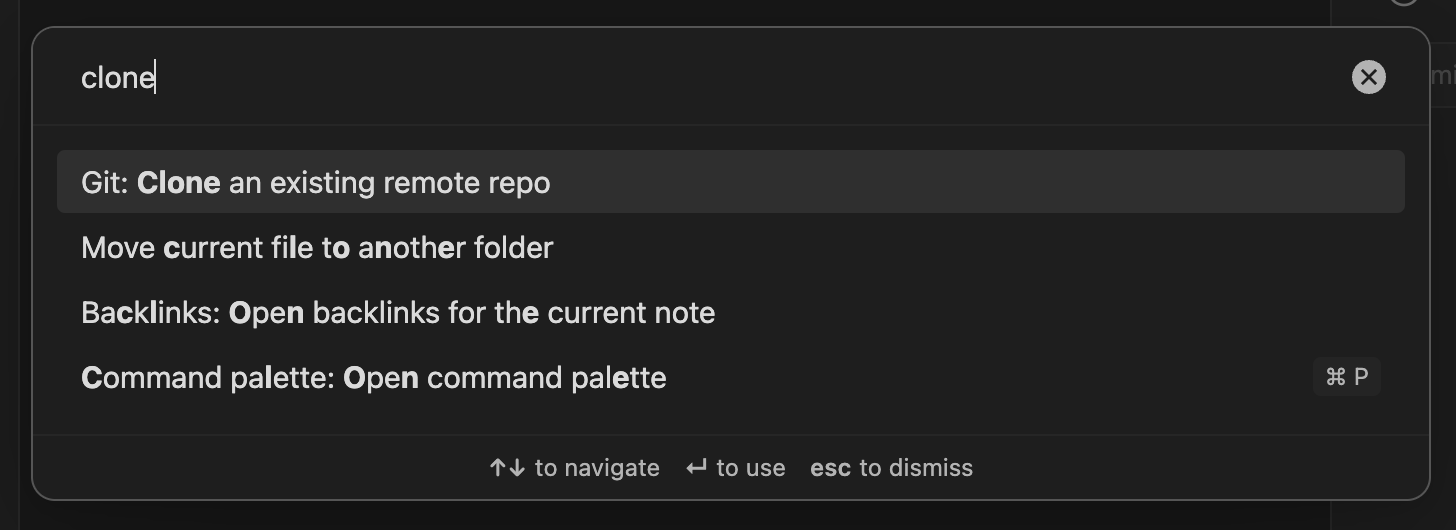 clone
Git: Clone an existing remote repo
Move current file to another folder
Backlinks: Open backlinks for the current note
Command palette: Open command palette ⌘ P
↑↓ to navigate ↵ to use esc to dismiss